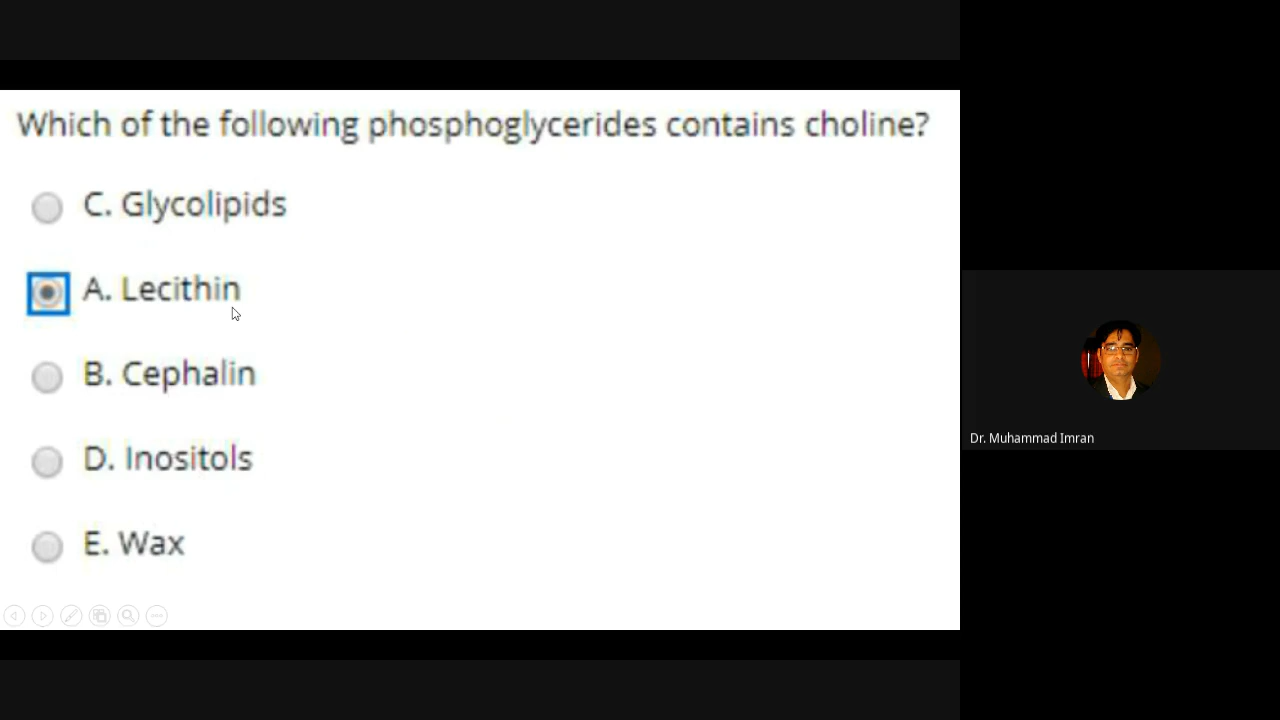 Which of the following phosphoglycerides contains choline?
C. Glycolipids
A. Lecithin
B. Cephalin
D. Inositols
E. Wax
Dr. Muhammad Imran